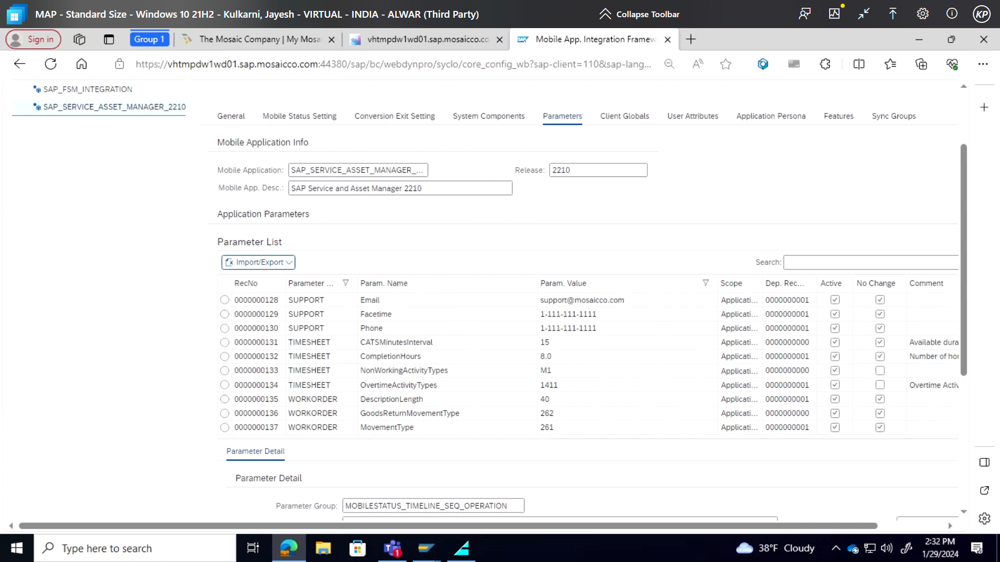 MAP - Standard Size - Windows 10 21H2 - Kulkarni, Jayesh - VIRTUAL - INDIA - ALWAR (Third Party)
Collapse Toolbar
KP
Sign in
Group 1
The Mosaic Company | My Mosa
vhtmpdw1wd01.sap.mosaicco.co
Mobile App. Integration Framew
https://vhtmpdw1wd01.sap.mosaicco.com:44380/sap/bc/webdynpro/syclo/core_config_wb?sap-client=110&sap-lang...
SAP_FSM_INTEGRATION
SAP_SERVICE_ASSET_MANAGER_2210
General Mobile Status Setting Conversion Exit Setting System Components Parameters Client Globals User Attributes Application Persona Features Sync Groups
Mobile Application Info
Mobile Application: SAP_SERVICE_ASSET_MANAGER_... Release: 2210
Mobile App. Desc.: SAP Service and Asset Manager 2210
Application Parameters
Parameter List
Import/Export Search:
RecNo Parameter ... Param. Name Param. Value Scope Dep. Rec... Active No Change Comment
0000000128 SUPPORT Email support@mosaicco.com Applicati... 0000000001
0000000129 SUPPORT Facetime 1-111-111-1111 Applicati... 0000000001
0000000130 SUPPORT Phone 1-111-111-1111 Applicati... 0000000001
0000000131 TIMESHEET CATSMinutesInterval 15 Applicati... 0000000000 Available dura
0000000132 TIMESHEET CompletionHours 8.0 Applicati... 0000000001 Number of hou
0000000133 TIMESHEET NonWorkingActivityTypes M1 Applicati... 0000000000
0000000134 TIMESHEET OvertimeActivityTypes 1411 Applicati... 0000000001 Overtime Activ
0000000135 WORKORDER DescriptionLength 40 Applicati... 0000000001
0000000136 WORKORDER GoodsReturnMovementType 262 Applicati... 0000000000
0000000137 WORKORDER MovementType 261 Applicati... 0000000001
Parameter Detail
Parameter Detail
Parameter Group: MOBILESTATUS_TIMELINE_SEQ_OPERATION
Type here to search
1
38°F Cloudy
2:32 PM
1/29/2024